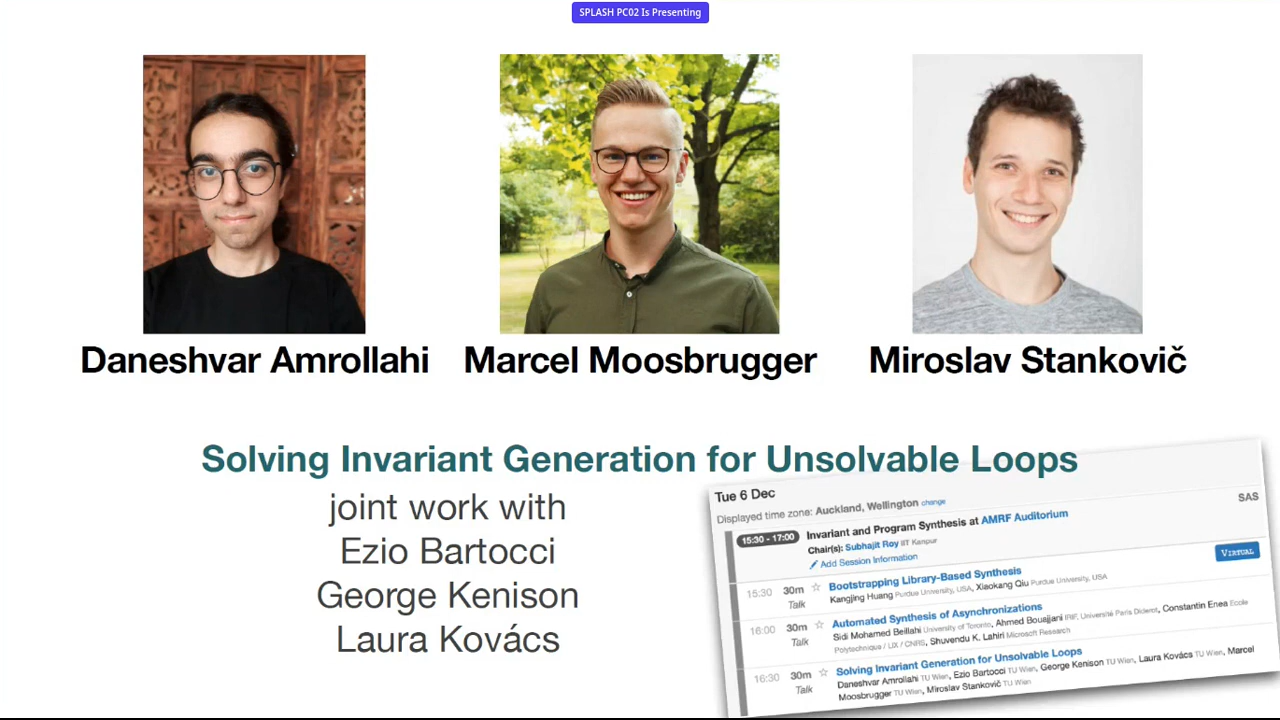 SPLASH PC02 Is Presenting
Daneshvar Amrollahi
Marcel Moosbrugger
Miroslav Stankovič
Solving Invariant Generation for Unsolvable Loops
joint work with
Ezio Bartocci
George Kenison
Laura Kovács
Tue 6 Dec
Displayed time zone: Auckland, Wellington change
15:30 - 17:00 Invariant and Program Synthesis at AMRF Auditorium SAS
Chair(s): Subhajit Roy IIT Kanpur
Add Session Information
15:30 30m Talk Bootstrapping Library-Based Synthesis VIRTUAL
Kangjing Huang Purdue University, USA, Xiaokang Qiu Purdue University, USA
16:00 30m Talk Automated Synthesis of Asynchronizations
Sidi Mohamed Beillahi University of Toronto, Ahmed Bouajjani IRIF, Université Paris Diderot, Constantin Enea Ecole
Polytechnique / LIX / CNRS, Shuvendu K. Lahiri Microsoft Research
16:30 30m Talk Solving Invariant Generation for Unsolvable Loops
Daneshvar Amrollahi TU Wien, Ezio Bartocci TU Wien, George Kenison TU Wien, Laura Kovács TU Wien, Marcel
Moosbrugger TU Wien, Miroslav Stankovič TU Wien